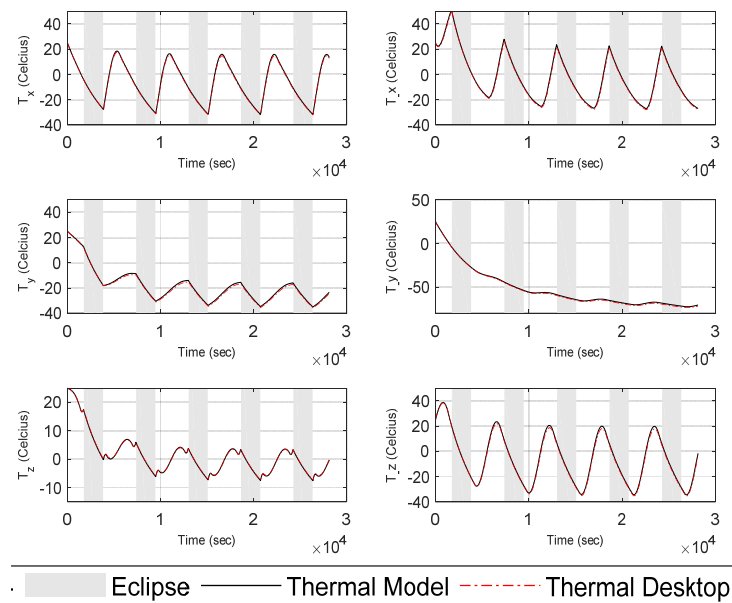 40
20
0
-20
-40
T_x (Celcius)
0 1 2 3
Time (sec)
×10^4
40
20
0
-20
-40
T_-x (Celcius)
0 1 2 3
Time (sec)
×10^4
40
20
0
-20
-40
T_y (Celcius)
0 1 2 3
Time (sec)
×10^4
50
0
-50
T_-y (Celcius)
0 1 2 3
Time (sec)
×10^4
20
10
0
-10
T_z (Celcius)
0 1 2 3
Time (sec)
×10^4
40
20
0
-20
-40
T_-z (Celcius)
0 1 2 3
Time (sec)
×10^4
Eclipse Thermal Model Thermal Desktop